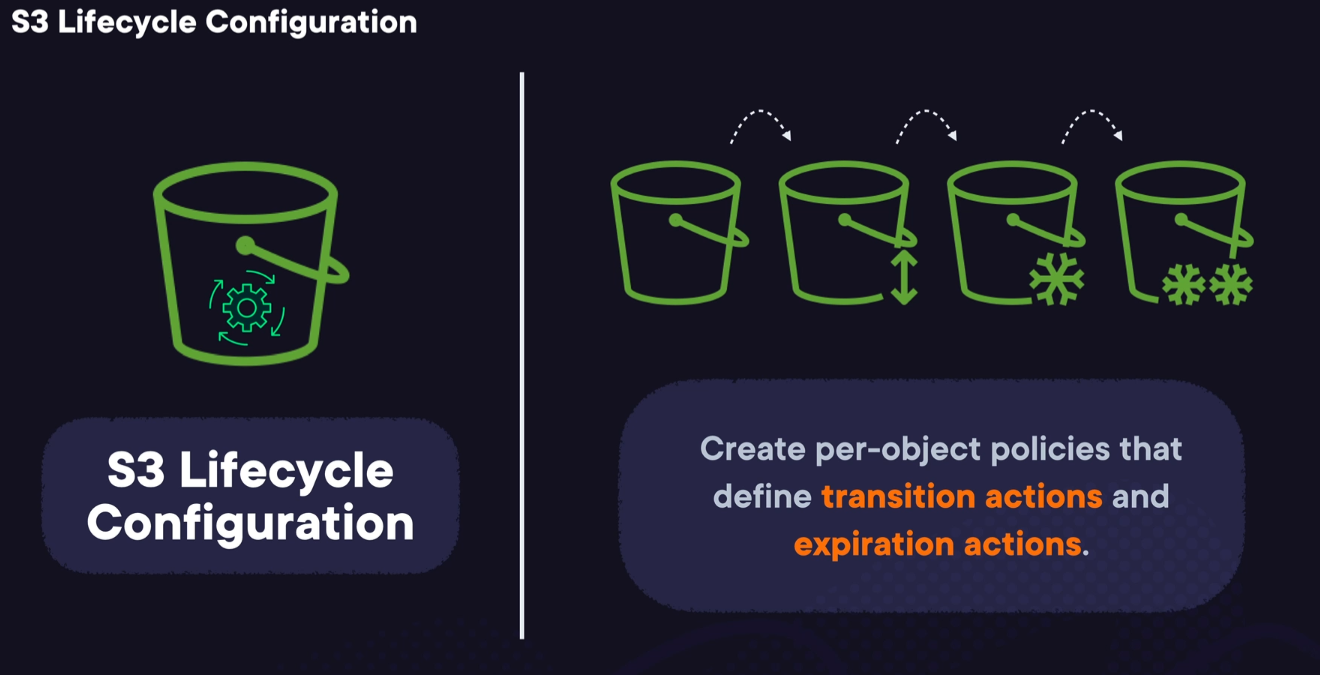 S3 Lifecycle Configuration
S3 Lifecycle
Configuration
Create per-object policies that
define transition actions and
expiration actions.